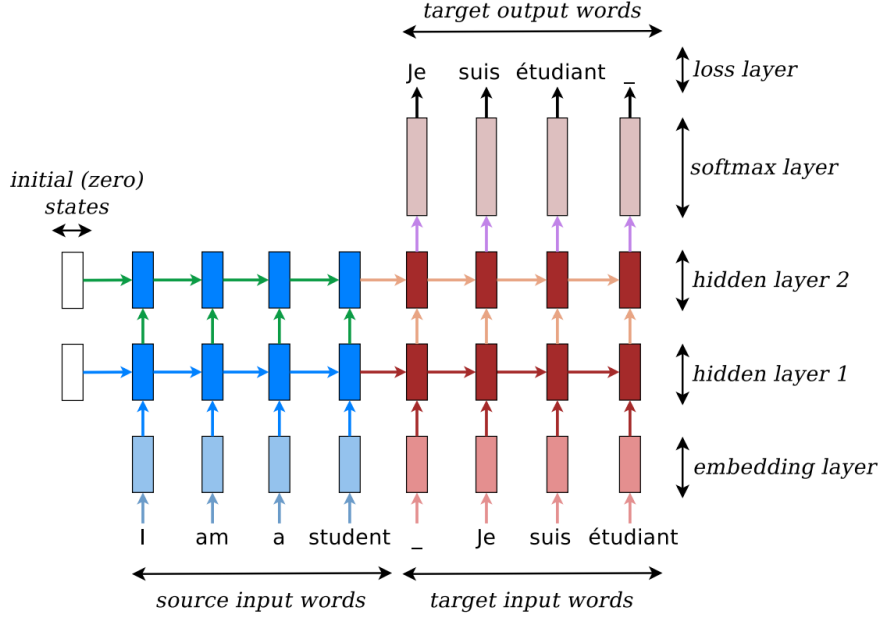 target output words
Je suis étudiant _
loss layer
softmax layer
initial (zero)
states
hidden layer 2
hidden layer 1
embedding layer
I am a student _ Je suis étudiant
source input words
target input words